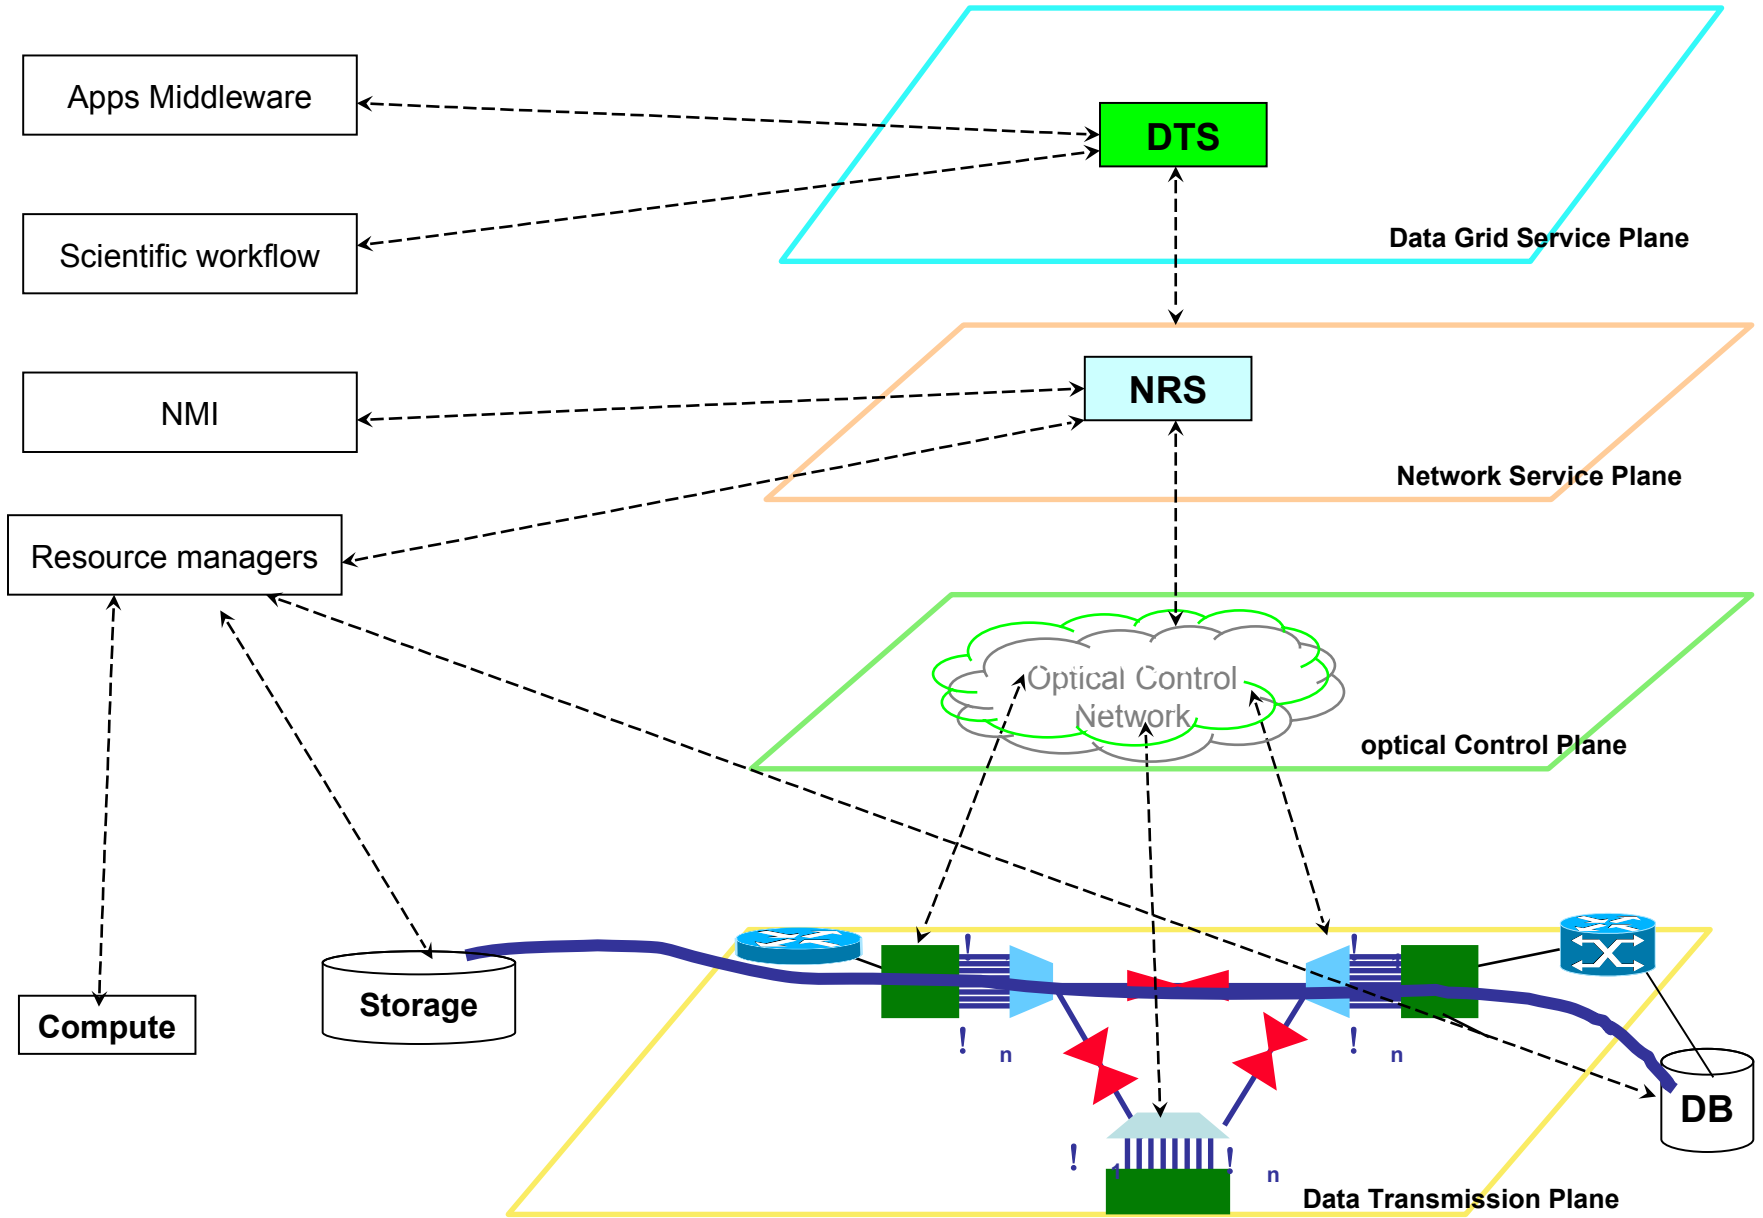 Apps Middleware
DTS
Scientific workflow
Data Grid Service Plane
NRS
NMI
Network Service Plane
Resource managers
Optical Control
Network
optical Control Plane
Storage
Compute
!
!
!
n
!
n
DB
!
1
!
n
Data Transmission Plane